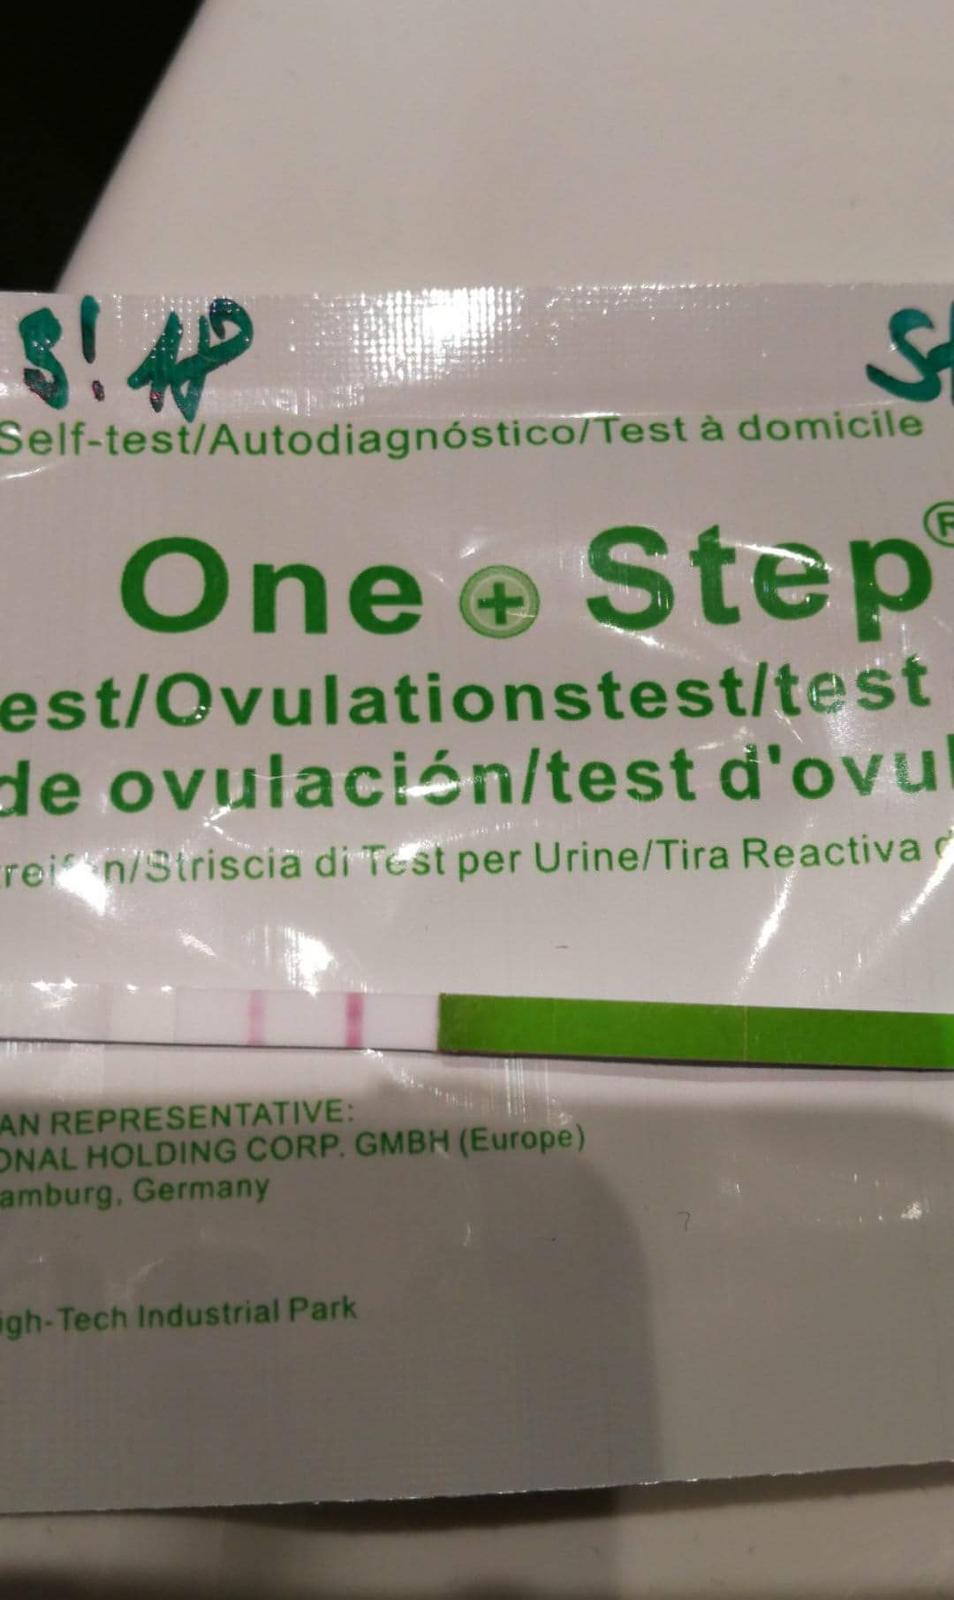 Self-test/Autodiagnóstico/Test à domicile
One + Step®
est/Ovulationstest/test
de ovulación/test d'ovul
n/Striscia di Test per Urine/Tira Reactiva
AN REPRESENTATIVE:
ONAL HOLDING CORP. GMBH (Europe)
amburg, Germany
igh-Tech Industrial Park